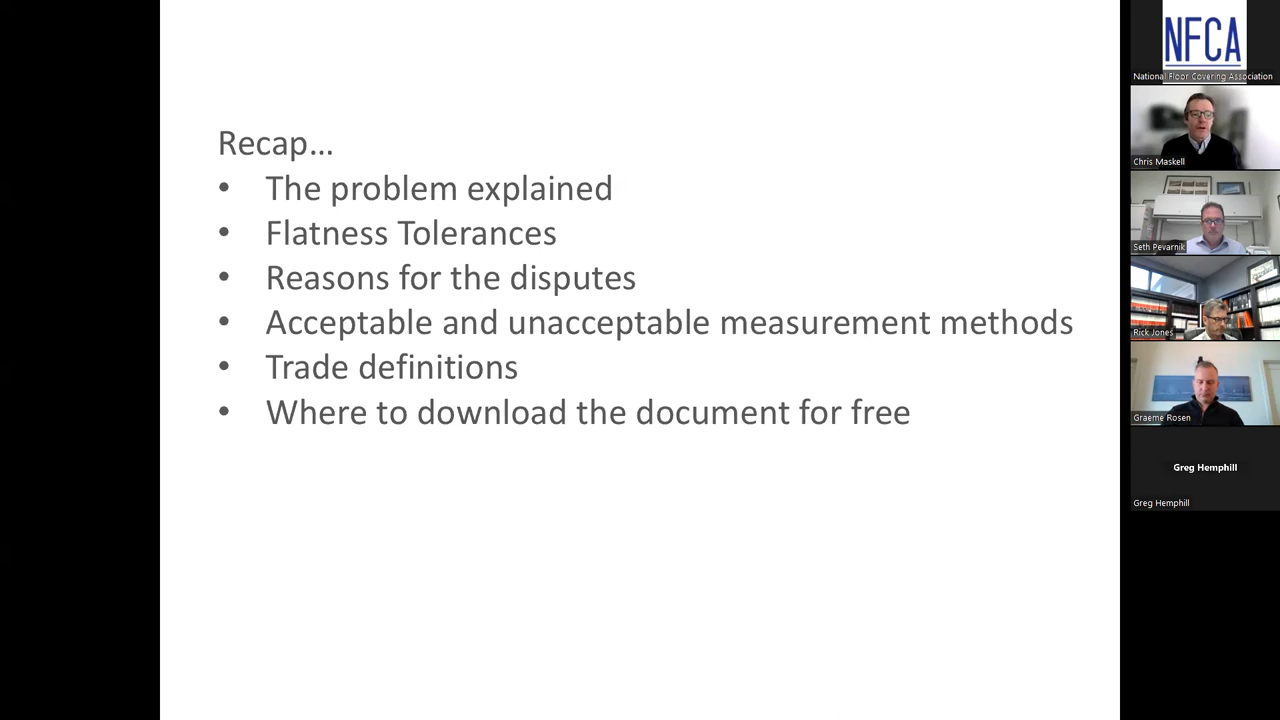 Recap…
• The problem explained
• Flatness Tolerances
• Reasons for the disputes
• Acceptable and unacceptable measurement methods
• Trade definitions
• Where to download the document for free
NFCA
National Floor Covering Association
Chris Maskell
Seth Pevarnik
Rick Jones
Graeme Rosen
Greg Hemphill
Greg Hemphill